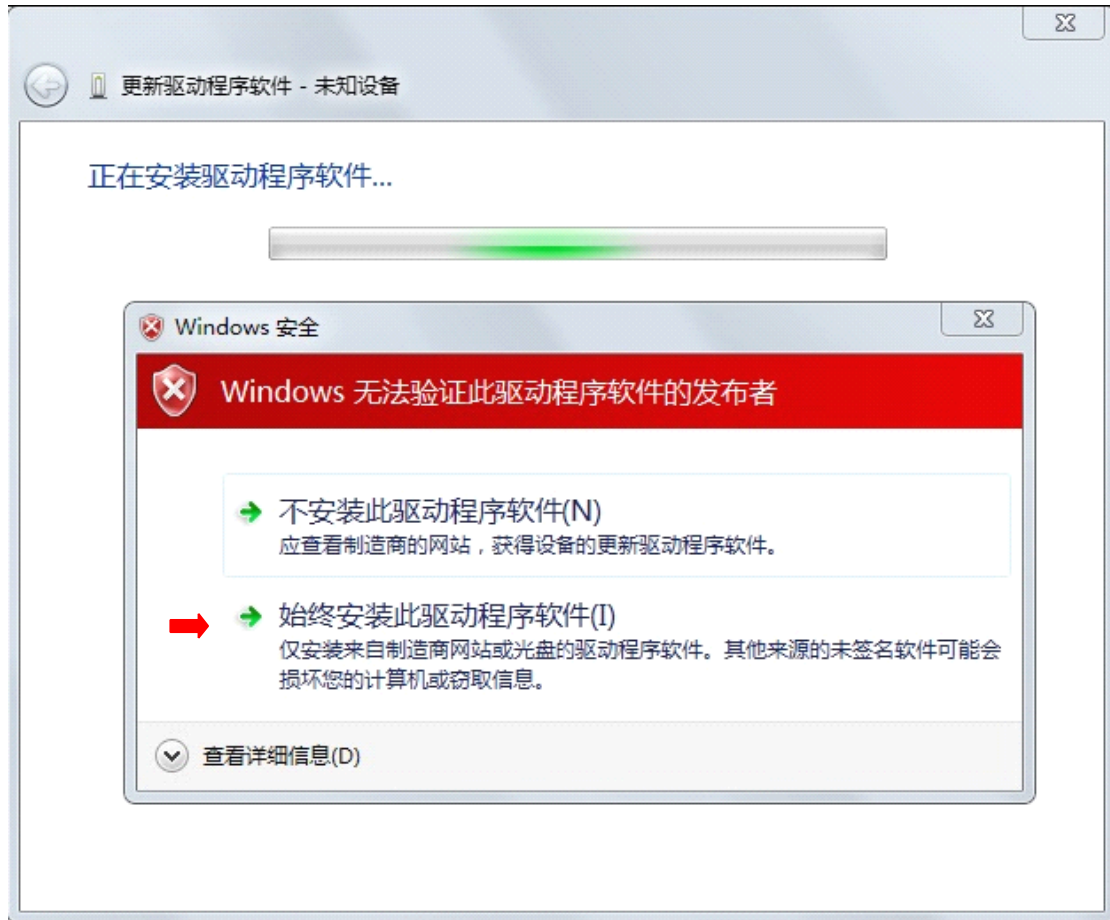 更新驱动程序软件 - 未知设备
正在安装驱动程序软件...
Windows 安全
Windows 无法验证此驱动程序软件的发布者
不安装此驱动程序软件(N)
应查看制造商的网站，获得设备的更新驱动程序软件。
始终安装此驱动程序软件(I)
仅安装来自制造商网站或光盘的驱动程序软件。其他来源的未签名软件可能会
损坏您的计算机或窃取信息。
查看详细信息(D)